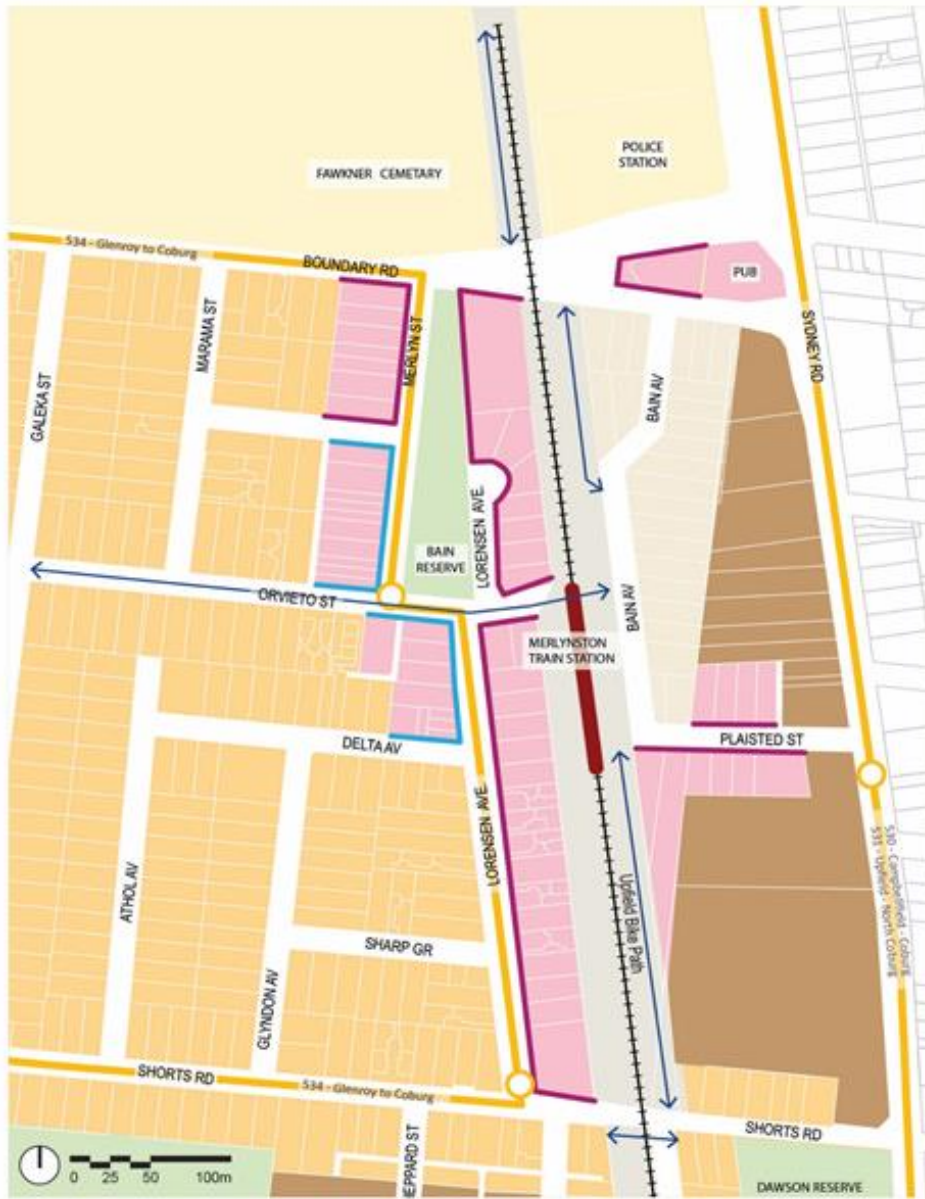 POLICE
STATION
FAWKNER CEMETARY
534 - Glenroy to Coburg
BOUNDARY RD
PUB
MARAMA ST
MERLYN ST
SYDNEY RD
GALEKA ST
BAIN AV
LORENSEN AVE.
BAIN
RESERVE
ORVIETO ST
BAIN AV
MERLYNSTON
TRAIN STATION
DELTA AV
PLAISTED ST
LORENSEN AVE.
ATHOL AV
Upfield Bike Path
530 - Campbellfield - Coburg
531 - Upfield - North Coburg
SHARP GR
GLYNDON AV
SHORTS RD
534 - Glenroy to Coburg
SHORTS RD
HEPPARD ST
0 25 50 100m
DAWSON RESERVE